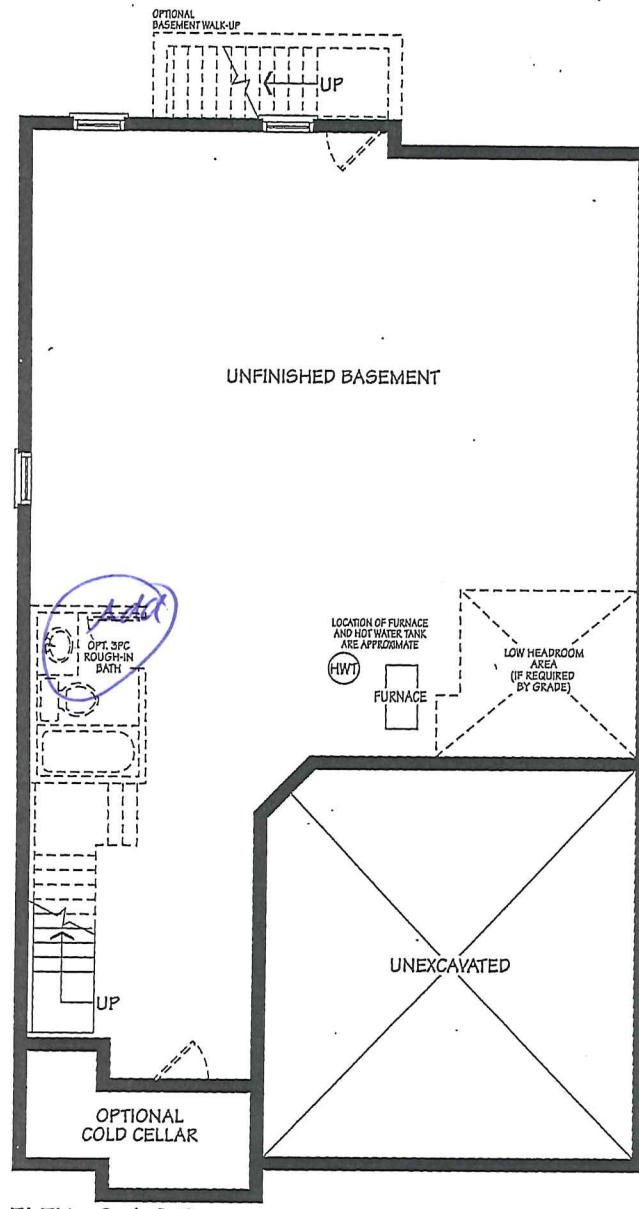 OPTIONAL
BASEMENT WALK-UP
UP
UNFINISHED BASEMENT
Add
OPT. 3PC
ROUGH-IN
BATH
LOCATION OF FURNACE
AND HOT WATER TANK
ARE APPROXIMATE
HWT
FURNACE
LOW HEADROOM
AREA
(IF REQUIRED
BY GRADE)
UNEXCAVATED
UP
OPTIONAL
COLD CELLAR